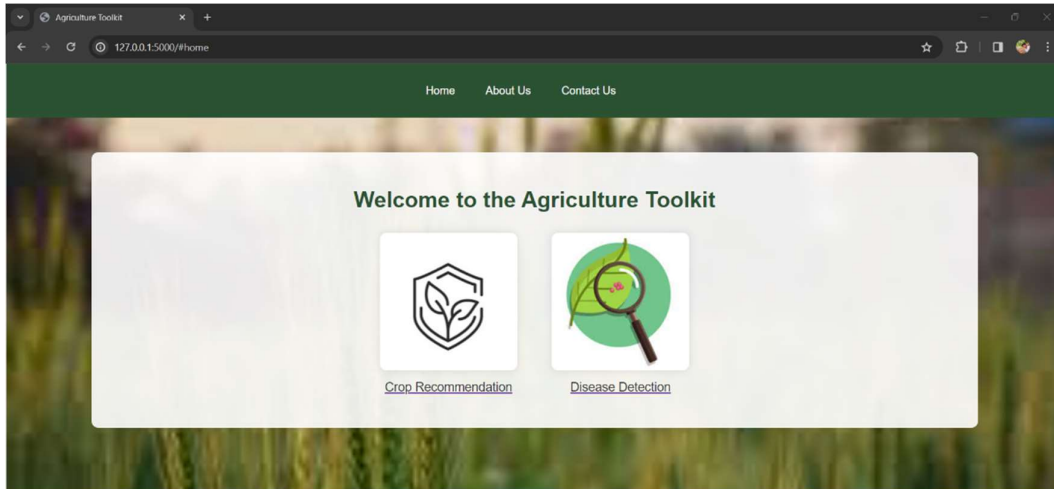 Agriculture Toolkit
127.0.0.1:5000/#home
Home About Us Contact Us
Welcome to the Agriculture Toolkit
Crop Recommendation Disease Detection